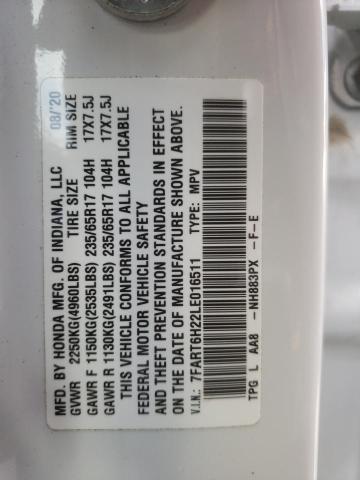 MFD. BY HONDA MFG. OF INDIANA, LLC 08/'20
GVWR 2250KG(4960LBS) TIRE SIZE RIM SIZE
GAWR F 1150KG(2535LBS) 235/65R17 104H 17X7.5J
GAWR R 1130KG(2491LBS) 235/65R17 104H 17X7.5J
THIS VEHICLE CONFORMS TO ALL APPLICABLE
FEDERAL MOTOR VEHICLE SAFETY
AND THEFT PREVENTION STANDARDS IN EFFECT
ON THE DATE OF MANUFACTURE SHOWN ABOVE.
V.I.N.: 7FART6H22LE016511 TYPE: MPV
TPG L AA8 -NH883PX -F-E